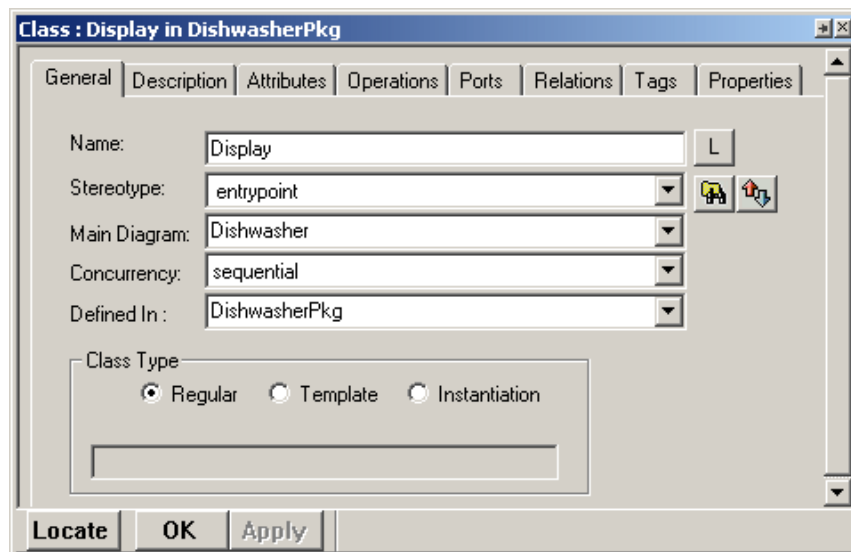 Class : Display in DishwasherPkg
General Description Attributes Operations Ports Relations Tags Properties
Name: Display L
Stereotype: entrypoint
Main Diagram: Dishwasher
Concurrency: sequential
Defined In : DishwasherPkg
Class Type
Regular Template Instantiation
Locate OK Apply